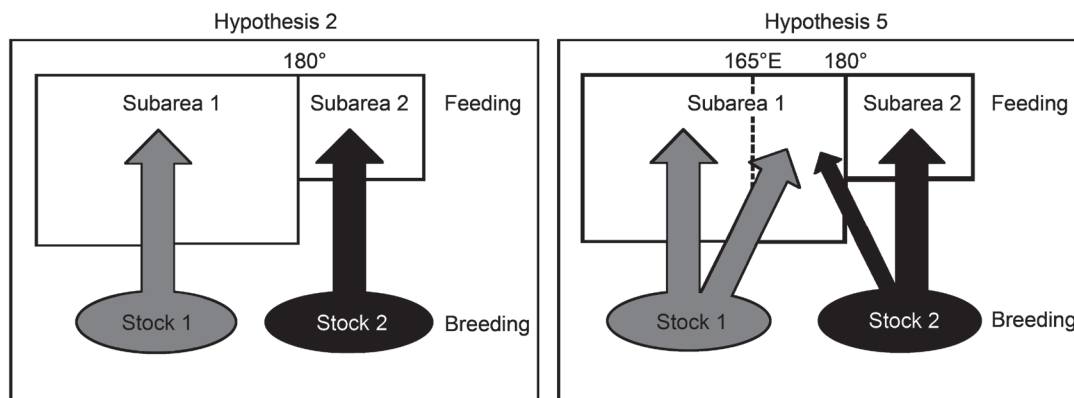 Hypothesis 2
180°
Subarea 1
Subarea 2
Feeding
Stock 1
Stock 2
Breeding
Hypothesis 5
165°E
180°
Subarea 1
Subarea 2
Feeding
Stock 1
Stock 2
Breeding